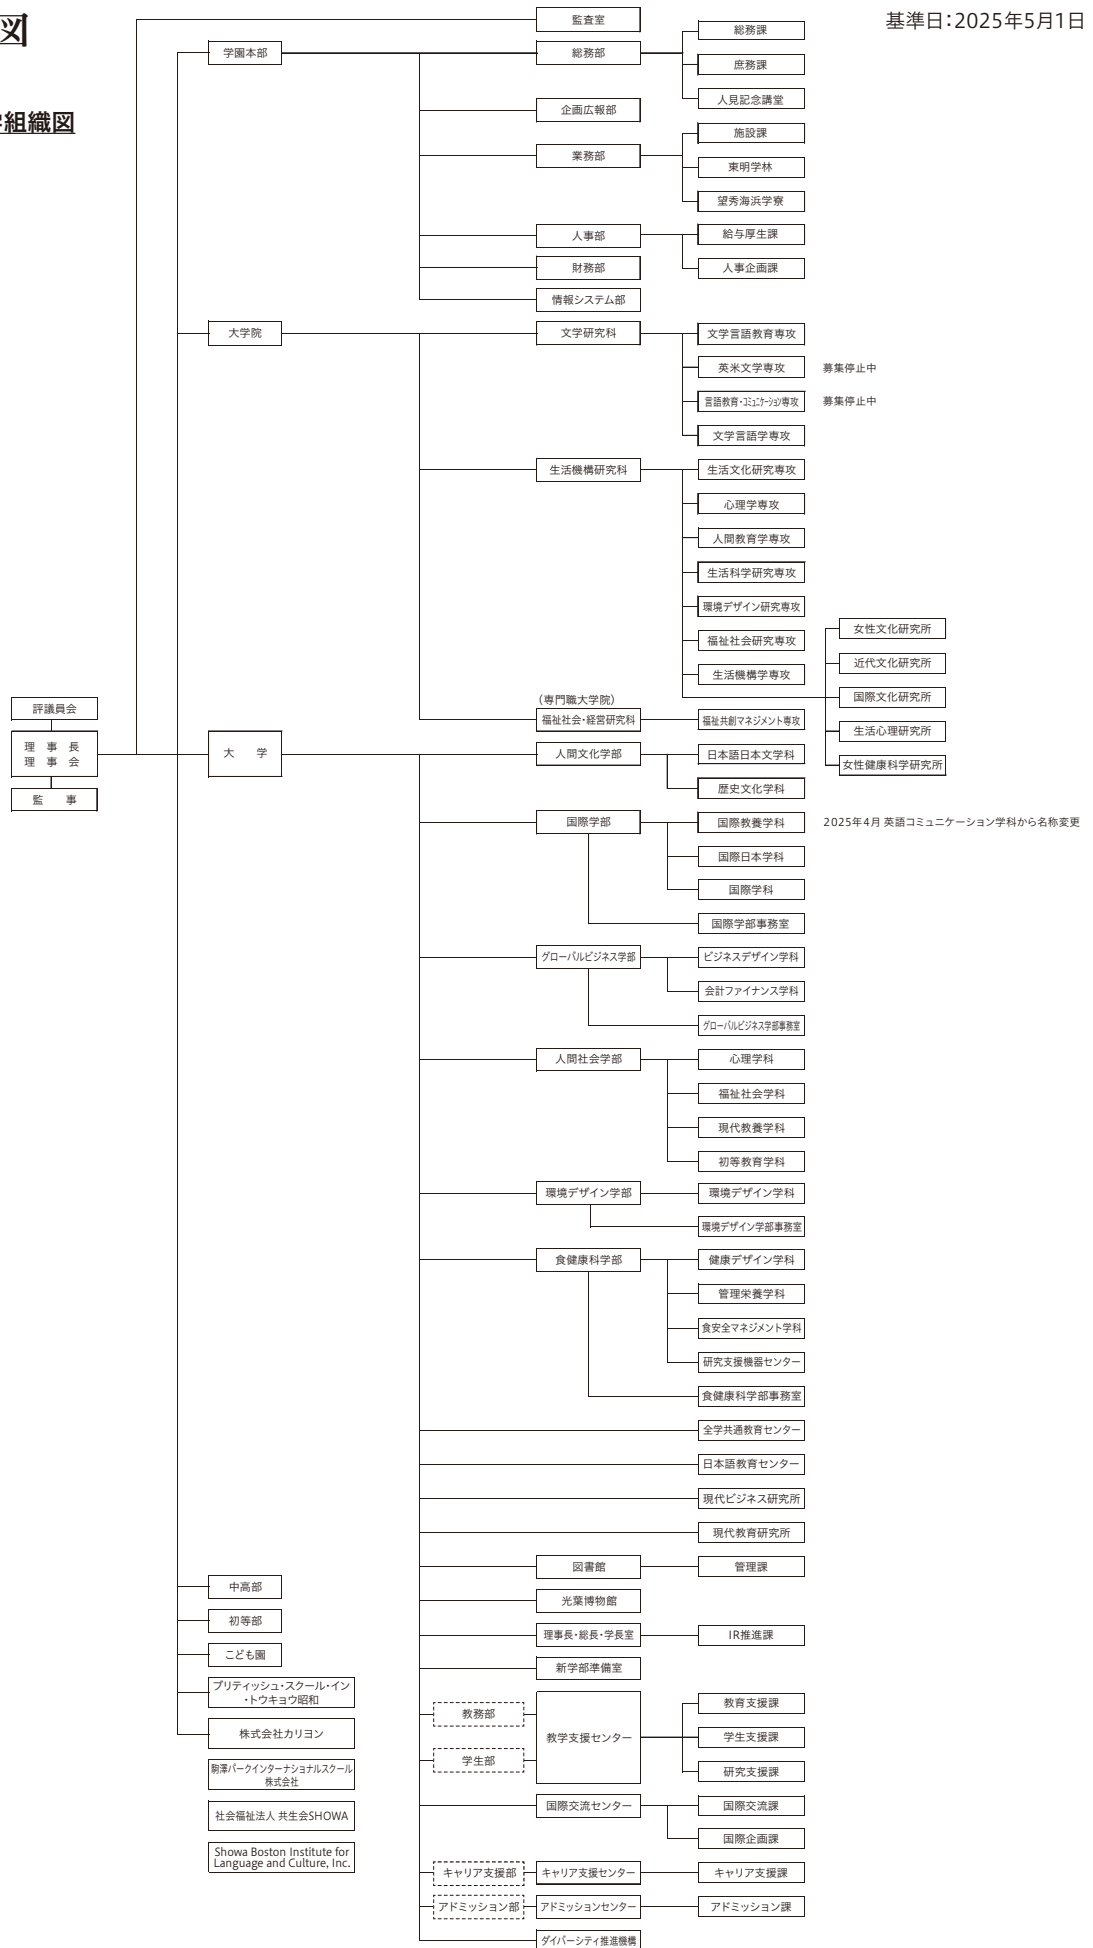 図
組織図
基準日：2025年5月1日
監査室
学園本部
総務部
総務課
庶務課
人見記念講堂
企画広報部
業務部
施設課
東明学林
望秀海浜学寮
人事部
給与厚生課
人事企画課
財務部
情報システム部
大学院
文学研究科
文学言語教育専攻
英米文学専攻 募集停止中
言語教育・コミュニケーション専攻 募集停止中
文学言語学専攻
生活機構研究科
生活文化研究専攻
心理学専攻
人間教育学専攻
生活科学研究専攻
環境デザイン研究専攻
福祉社会研究専攻
生活機構学専攻
女性文化研究所
近代文化研究所
国際文化研究所
生活心理研究所
女性健康科学研究所
（専門職大学院）
福祉社会・経営研究科
福祉共創マネジメント専攻
評議員会
理事長
理事会
監事
大学
人間文化学部
日本語日本文学科
歴史文化学科
国際学部
国際教養学科 2025年4月 英語コミュニケーション学科から名称変更
国際日本学科
国際学科
国際学部事務室
グローバルビジネス学部
ビジネスデザイン学科
会計ファイナンス学科
グローバルビジネス学部事務室
人間社会学部
心理学科
福祉社会学科
現代教養学科
初等教育学科
環境デザイン学部
環境デザイン学科
環境デザイン学部事務室
食健康科学部
健康デザイン学科
管理栄養学科
食安全マネジメント学科
研究支援機器センター
食健康科学部事務室
全学共通教育センター
日本語教育センター
現代ビジネス研究所
現代教育研究所
図書館
管理課
光葉博物館
理事長・総長・学長室
IR推進課
新学部準備室
教務部
学生部
教学支援センター
教育支援課
学生支援課
研究支援課
国際交流センター
国際交流課
国際企画課
キャリア支援部
キャリア支援センター
キャリア支援課
アドミッション部
アドミッションセンター
アドミッション課
ダイバーシティ推進機構
中高部
初等部
こども園
ブリティッシュ・スクール・イン
・トウキョウ昭和
株式会社カリヨン
駒澤パークインターナショナルスクール
株式会社
社会福祉法人 共生会SHOWA
Showa Boston Institute for
Language and Culture, Inc.